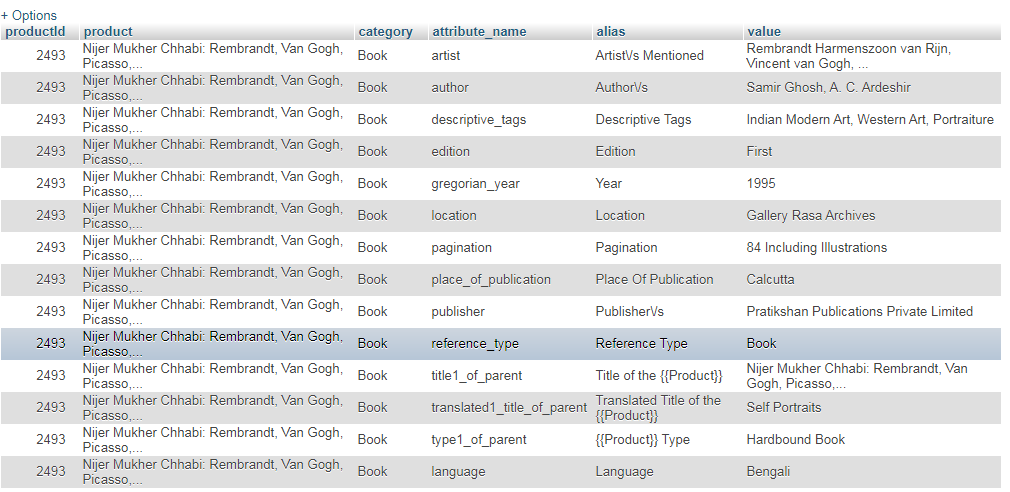 + Options
productId product category attribute_name alias value
2493 Nijer Mukher Chhabi: Rembrandt, Van Gogh, Picasso,... Book artist Artist\/s Mentioned Rembrandt Harmenszoon van Rijn, Vincent van Gogh, ...
2493 Nijer Mukher Chhabi: Rembrandt, Van Gogh, Picasso,... Book author Author\/s Samir Ghosh, A. C. Ardeshir
2493 Nijer Mukher Chhabi: Rembrandt, Van Gogh, Picasso,... Book descriptive_tags Descriptive Tags Indian Modern Art, Western Art, Portraiture
2493 Nijer Mukher Chhabi: Rembrandt, Van Gogh, Picasso,... Book edition Edition First
2493 Nijer Mukher Chhabi: Rembrandt, Van Gogh, Picasso,... Book gregorian_year Year 1995
2493 Nijer Mukher Chhabi: Rembrandt, Van Gogh, Picasso,... Book location Location Gallery Rasa Archives
2493 Nijer Mukher Chhabi: Rembrandt, Van Gogh, Picasso,... Book pagination Pagination 84 Including Illustrations
2493 Nijer Mukher Chhabi: Rembrandt, Van Gogh, Picasso,... Book place_of_publication Place Of Publication Calcutta
2493 Nijer Mukher Chhabi: Rembrandt, Van Gogh, Picasso,... Book publisher Publisher\/s Pratikshan Publications Private Limited
2493 Nijer Mukher Chhabi: Rembrandt, Van Gogh, Picasso,... Book reference_type Reference Type Book
2493 Nijer Mukher Chhabi: Rembrandt, Van Gogh, Picasso,... Book title1_of_parent Title of the {{Product}} Nijer Mukher Chhabi: Rembrandt, Van Gogh, Picasso,...
2493 Nijer Mukher Chhabi: Rembrandt, Van Gogh, Picasso,... Book translated1_title_of_parent Translated Title of the {{Product}} Self Portraits
2493 Nijer Mukher Chhabi: Rembrandt, Van Gogh, Picasso,... Book type1_of_parent {{Product}} Type Hardbound Book
2493 Nijer Mukher Chhabi: Rembrandt, Van Gogh, Picasso,... Book language Language Bengali